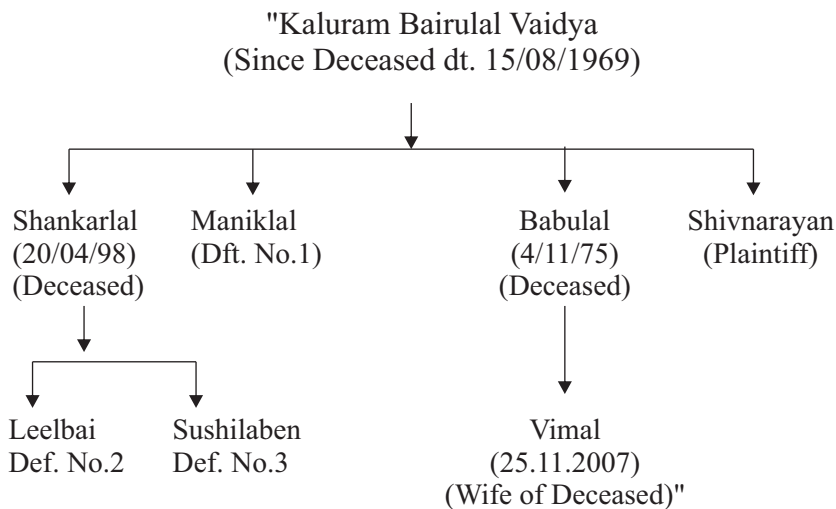 "Kaluram Bairulal Vaidya
(Since Deceased dt. 15/08/1969)
Shankarlal
(20/04/98)
(Deceased)
Maniklal
(Dft. No.1)
Babulal
(4/11/75)
(Deceased)
Shivnarayan
(Plaintiff)
Leelbai
Def. No.2
Sushilaben
Def. No.3
Vimal
(25.11.2007)
(Wife of Deceased)"